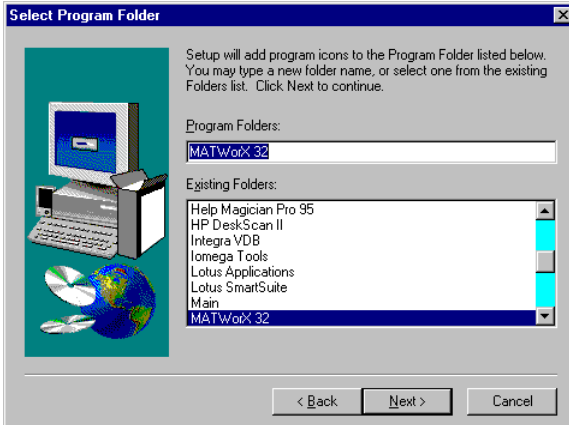 Select Program Folder
Setup will add program icons to the Program Folder listed below.
You may type a new folder name, or select one from the existing
Folders list. Click Next to continue.
Program Folders:
MATWorX 32
Existing Folders:
Help Magician Pro 95
HP DeskScan II
Integra VDB
Iomega Tools
Lotus Applications
Lotus SmartSuite
Main
MATWorX 32
< Back
Next >
Cancel